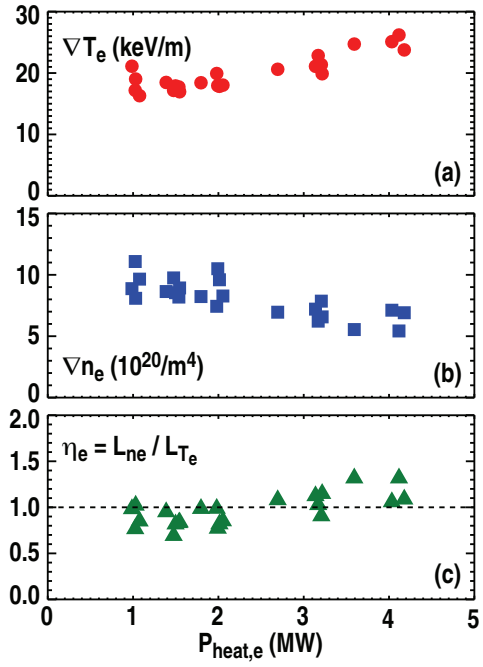 30
∇Te (keV/m)
20
10
(a)
0
15
10
5
∇ne (10^20/m^4)
(b)
0
2.0
ηe = Lne / LTe
1.5
1.0
0.5
(c)
0.0
0 1 2 3 4 5
Pheat,e (MW)